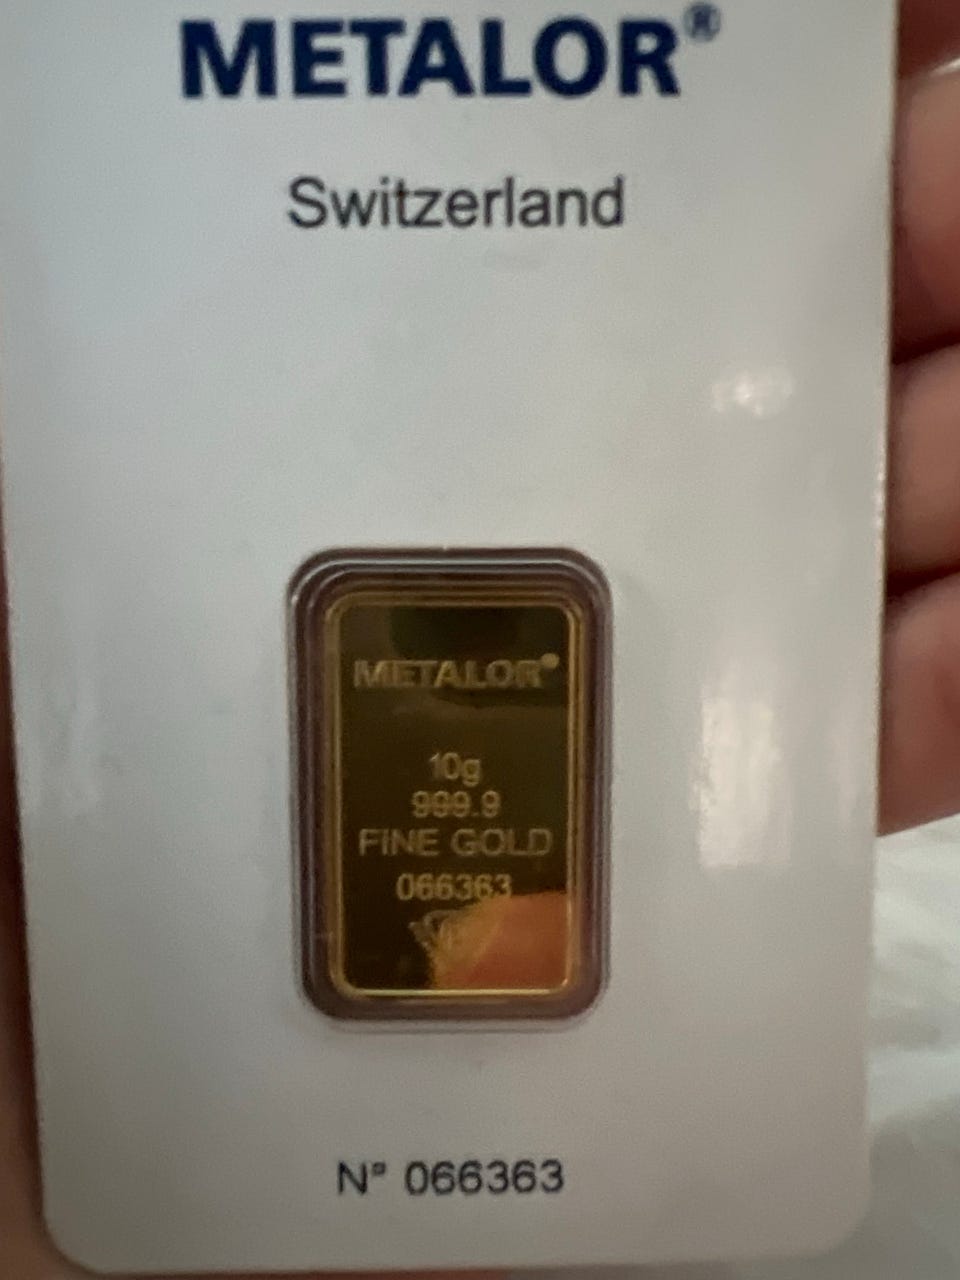 METALOR®
Switzerland
METALOR®
10g
999.9
FINE GOLD
066363
N° 066363